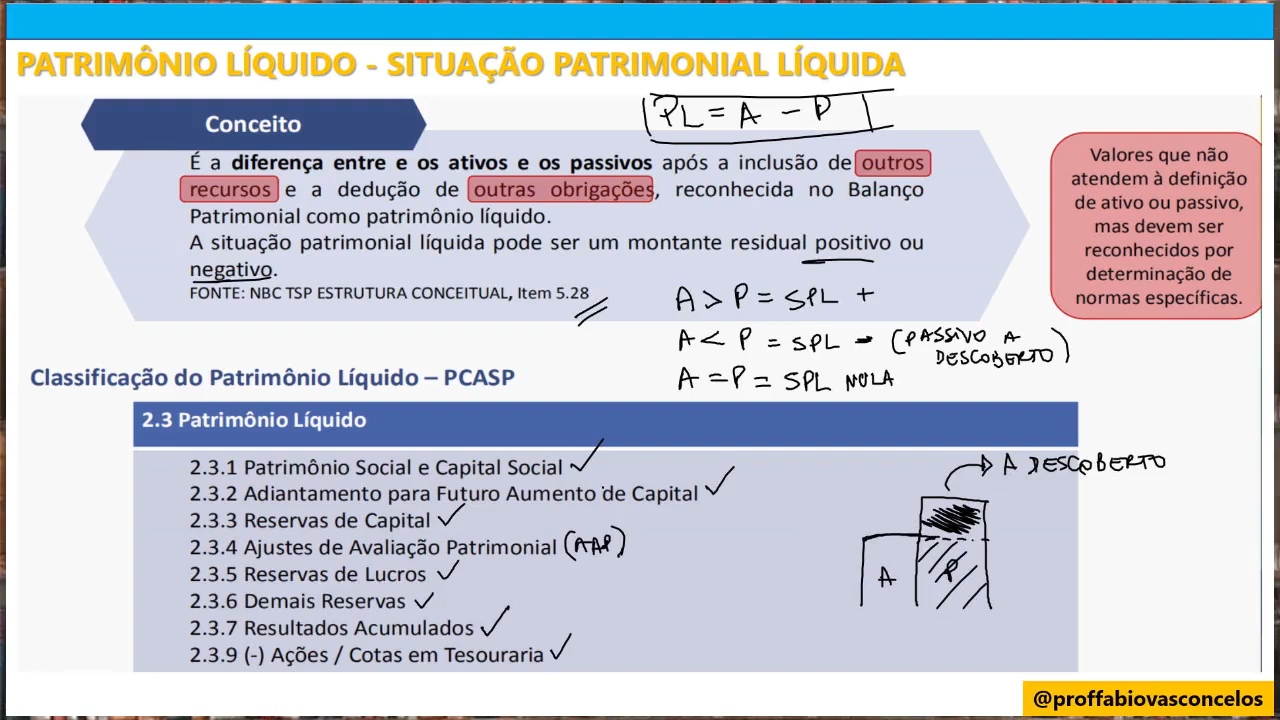 PATRIMÔNIO LÍQUIDO - SITUAÇÃO PATRIMONIAL LÍQUIDA
PL = A - P
Conceito
É a diferença entre e os ativos e os passivos após a inclusão de outros
recursos e a dedução de outras obrigações, reconhecida no Balanço
Patrimonial como patrimônio líquido.
A situação patrimonial líquida pode ser um montante residual positivo ou
negativo.
FONTE: NBC TSP ESTRUTURA CONCEITUAL, Item 5.28
Valores que não
atendem à definição
de ativo ou passivo,
mas devem ser
reconhecidos por
determinação de
normas específicas.
A > P = SPL +
A < P = SPL - (PASSIVO A
DESCOBERTO)
A = P = SPL NULA
Classificação do Patrimônio Líquido – PCASP
2.3 Patrimônio Líquido
2.3.1 Patrimônio Social e Capital Social
2.3.2 Adiantamento para Futuro Aumento de Capital
2.3.3 Reservas de Capital
2.3.4 Ajustes de Avaliação Patrimonial (AAP)
2.3.5 Reservas de Lucros
2.3.6 Demais Reservas
2.3.7 Resultados Acumulados
2.3.9 (-) Ações / Cotas em Tesouraria
A DESCOBERTO
A P
@proffabiovasconcelos